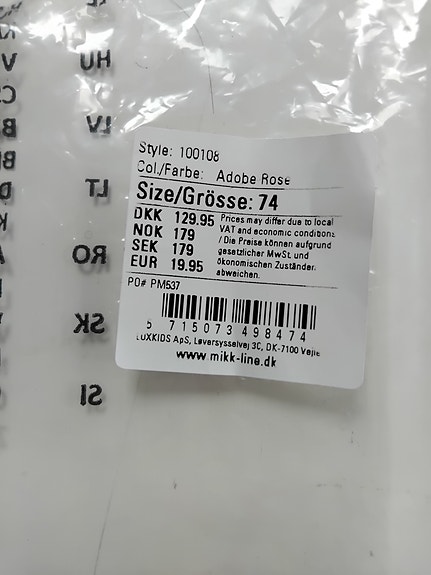 Style: 100108
Col./Farbe: Adobe Rose
Size/Grösse: 74
DKK 129.95
NOK 179
SEK 179
EUR 19.95
Prices may differ due to local
VAT and economic conditions
/ Die Preise können aufgrund
gesetzlicher MwSt. und
ökonomischen Zuständen
abweichen.
PO# PM537
5 715073 498474
LUXKIDS ApS, Løversysselvej 3C, DK-7100 Vejle
www.mikk-line.dk
HU
LV
LT
RO
SK
SI